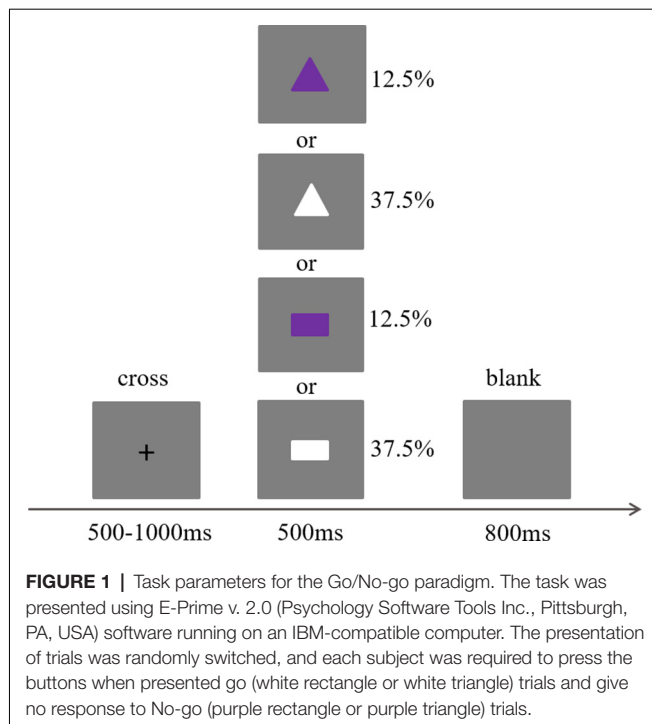 12.5%
or
37.5%
or
12.5%
cross
or
blank
37.5%
500-1000ms
500ms
800ms
FIGURE 1 | Task parameters for the Go/No-go paradigm. The task was
presented using E-Prime v. 2.0 (Psychology Software Tools Inc., Pittsburgh,
PA, USA) software running on an IBM-compatible computer. The presentation
of trials was randomly switched, and each subject was required to press the
buttons when presented go (white rectangle or white triangle) trials and give
no response to No-go (purple rectangle or purple triangle) trials.